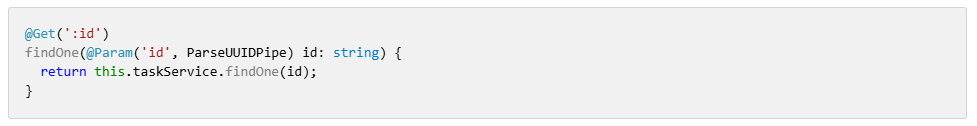 @Get(':id')
findOne(@Param('id', ParseUUIDPipe) id: string) {
  return this.taskService.findOne(id);
}